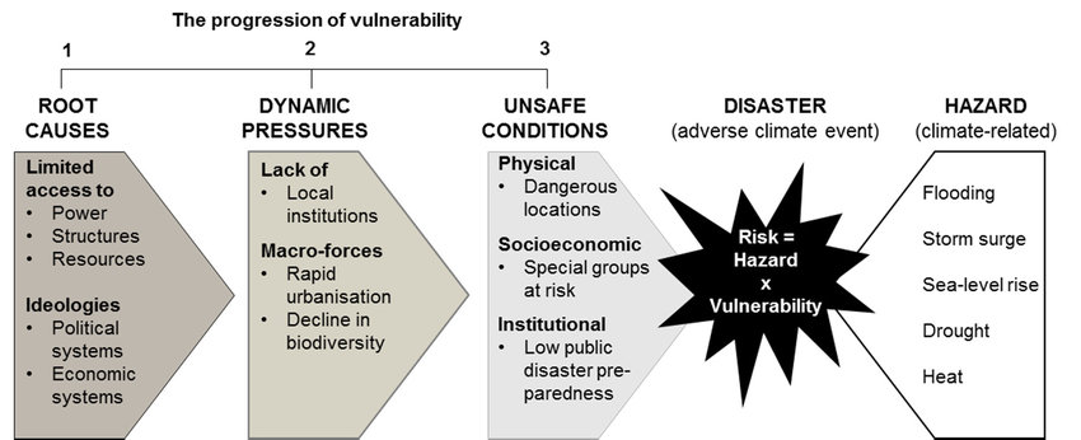 The progression of vulnerability
1
2
3
ROOT
CAUSES
Limited
access to
• Power
• Structures
• Resources
Ideologies
• Political
systems
• Economic
systems
DYNAMIC
PRESSURES
Lack of
• Local
institutions
Macro-forces
• Rapid
urbanisation
• Decline in
biodiversity
UNSAFE
CONDITIONS
Physical
• Dangerous
locations
Socioeconomic
• Special groups
at risk
Institutional
• Low public
disaster pre-
paredness
DISASTER
(adverse climate event)
Risk =
Hazard
x
Vulnerability
HAZARD
(climate-related)
Flooding
Storm surge
Sea-level rise
Drought
Heat